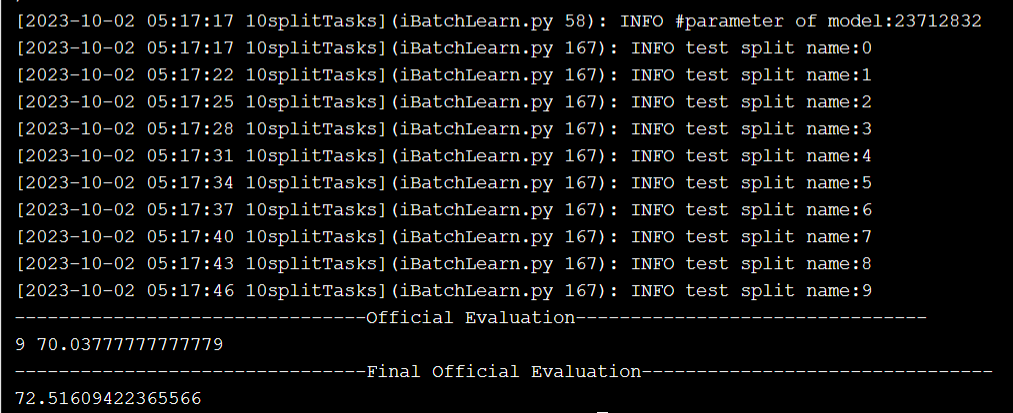 [2023-10-02 05:17:17 10splitTasks](iBatchLearn.py 58): INFO #parameter of model:23712832
[2023-10-02 05:17:17 10splitTasks](iBatchLearn.py 167): INFO test split name:0
[2023-10-02 05:17:22 10splitTasks](iBatchLearn.py 167): INFO test split name:1
[2023-10-02 05:17:25 10splitTasks](iBatchLearn.py 167): INFO test split name:2
[2023-10-02 05:17:28 10splitTasks](iBatchLearn.py 167): INFO test split name:3
[2023-10-02 05:17:31 10splitTasks](iBatchLearn.py 167): INFO test split name:4
[2023-10-02 05:17:34 10splitTasks](iBatchLearn.py 167): INFO test split name:5
[2023-10-02 05:17:37 10splitTasks](iBatchLearn.py 167): INFO test split name:6
[2023-10-02 05:17:40 10splitTasks](iBatchLearn.py 167): INFO test split name:7
[2023-10-02 05:17:43 10splitTasks](iBatchLearn.py 167): INFO test split name:8
[2023-10-02 05:17:46 10splitTasks](iBatchLearn.py 167): INFO test split name:9
--------------------------------Official Evaluation--------------------------------
9 70.03777777777779
--------------------------------Final Official Evaluation--------------------------------
72.51609422365566